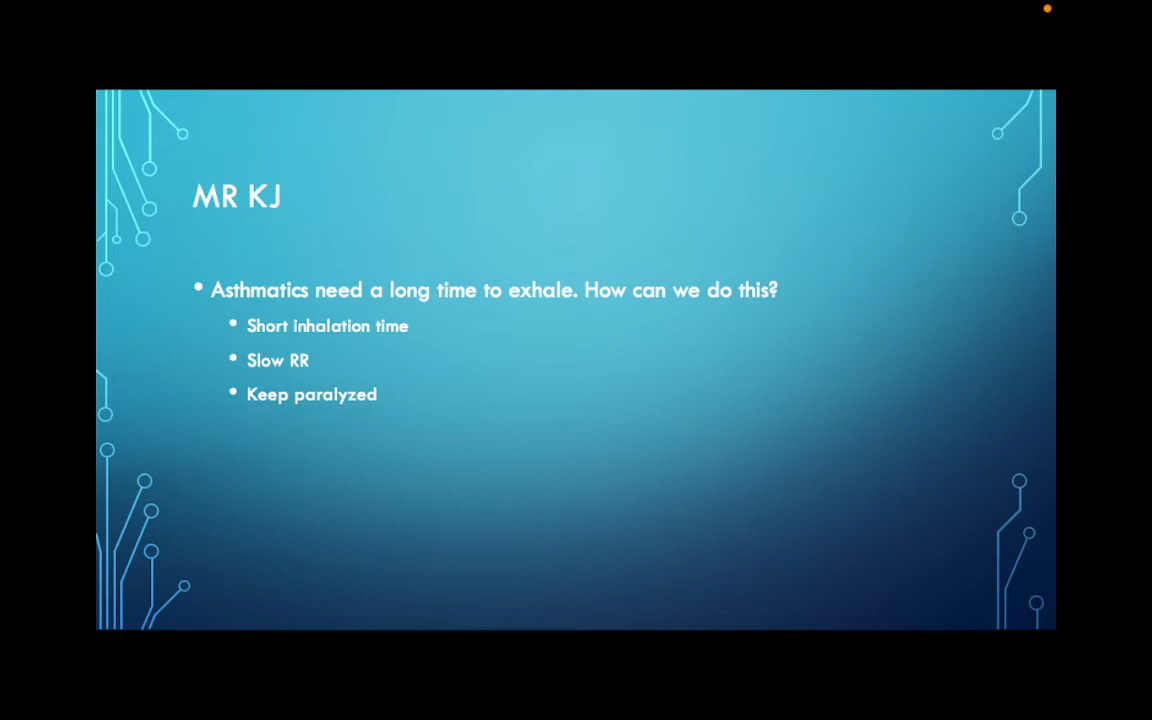 MR KJ
• Asthmatics need a long time to exhale. How can we do this?
• Short inhalation time
• Slow RR
• Keep paralyzed